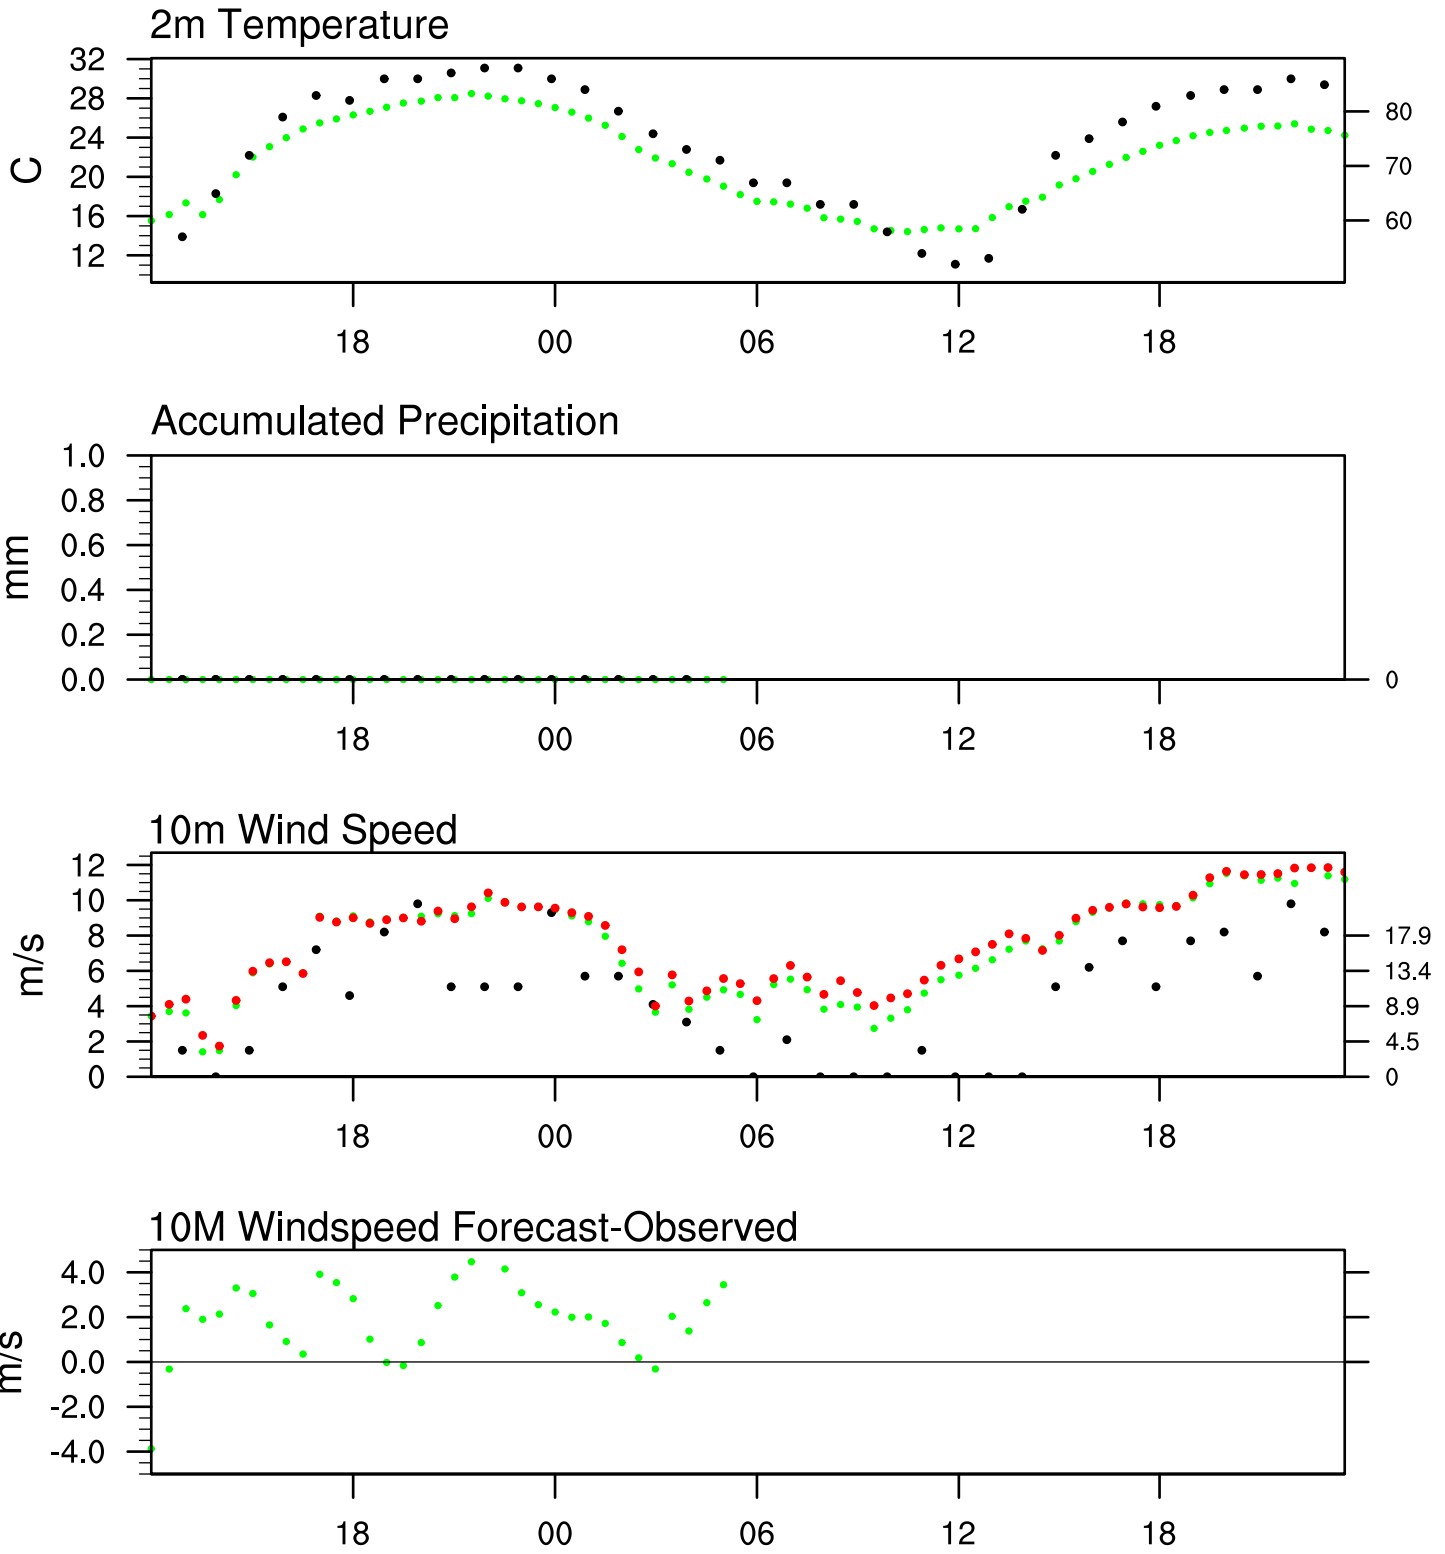 2m Temperature
32
28
24
20
16
12
C
80
70
60
18 00 06 12 18
Accumulated Precipitation
1.0
0.8
0.6
0.4
0.2
0.0
mm
0
18 00 06 12 18
10m Wind Speed
12
10
8
6
4
2
0
m/s
17.9
13.4
8.9
4.5
0
18 00 06 12 18
10M Windspeed Forecast-Observed
4.0
2.0
0.0
-2.0
-4.0
m/s
18 00 06 12 18